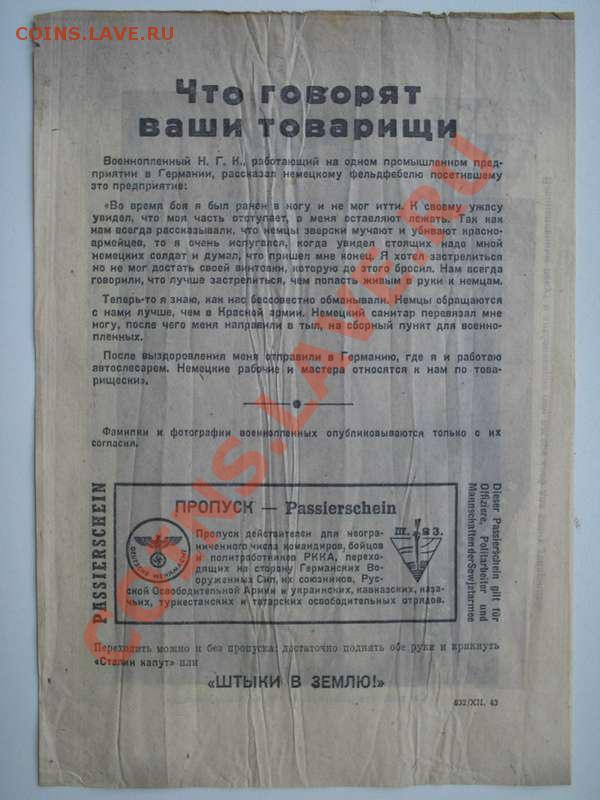 COINS.LAVE.RU
Что говорят
ваши товарищи
Военнопленный Н. Г. К., работающий на одном промышленном пред-
приятии в Германии, рассказал немецкому фельдфебелю посетившему
это предприятие:
«Во время боя я был ранен в ногу и не мог итти. К своему ужасу
увидел, что моя часть отступает, а меня оставляют лежать. Так как
нам всегда рассказывали, что немцы зверски мучают и убивают красно-
армейцев, то я очень испугался, когда увидел стоящих надо мной
немецких солдат и думал, что пришел мне конец. Я хотел застрелиться
но не мог достать своей винтовки, которую до этого бросил. Нам всегда
говорили, что лучше застрелиться, чем попасть живым в руки к немцам.
Теперь-то я знаю, как нас бессовестно обманывали. Немцы обращаются
с нами лучше, чем в Красной армии. Немецкий санитар перевязал мне
ногу, после чего меня направили в тыл, на сборный пункт для военно-
пленных.
После выздоровления меня отправили в Германию, где я и работаю
автослесарем. Немецкие рабочие и мастера относятся к нам по това-
рищески».
Фамилии и фотографии военнопленных опубликовываются только с их
согласия.
PASSIERSCHEIN
ПРОПУСК — Passierschein
DEUTSCHE WEHRMACHT
Пропуск действителен для неогра-
ниченного числа командиров, бойцов
и политработников РККА, перехо-
дящих на сторону Германских Во-
оруженных Сил, их союзников, Рус-
ской Освободительной Армии и украинских, кавказских, каза-
чьих, туркестанских и татарских освободительных отрядов.
Dieser Passierschein gilt für
Offiziere, Politarbeiter und
Mannschaften der Sowjetarmee
Переходить можно и без пропуска: достаточно поднять обе руки и крикнуть
«Сталин капут» или
«ШТЫКИ В ЗЕМЛЮ!»
832/XII. 43
COINS.LAVE.RU